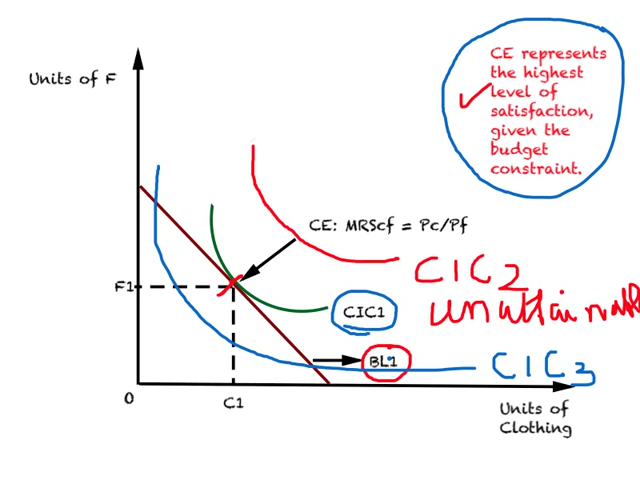 CE represents
the highest
level of
satisfaction,
given the
budget
constraint.
Units of F
CE: MRScf = Pc/Pf
CIC2
unattainable
F1
CIC1
BL1
CIC3
0
C1
Units of
Clothing